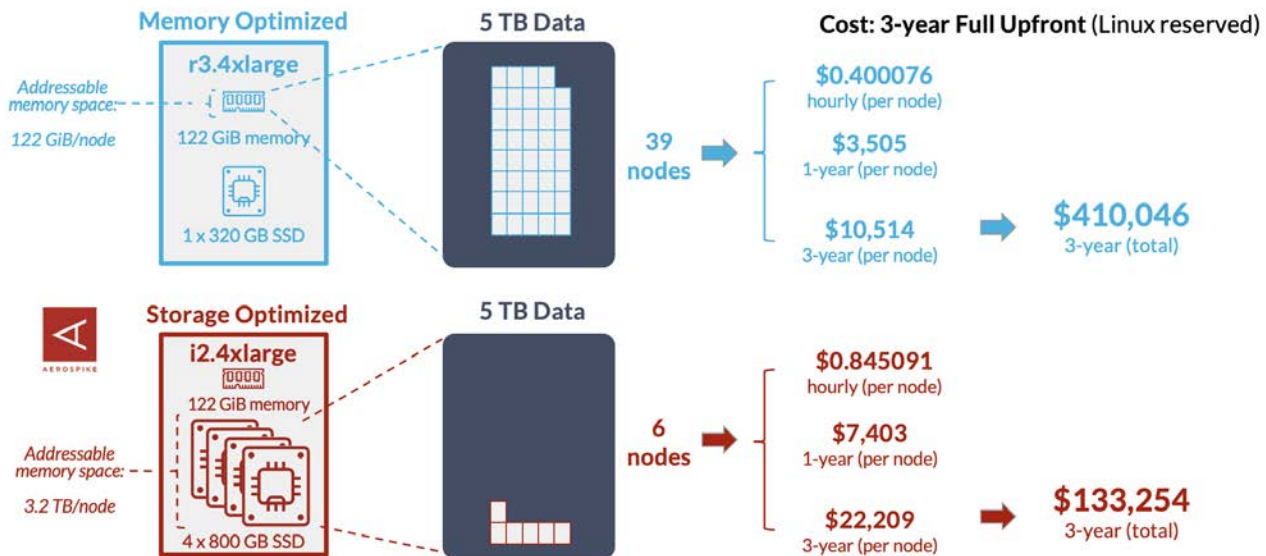 Memory Optimized
5 TB Data
Cost: 3-year Full Upfront (Linux reserved)
r3.4xlarge
Addressable
memory space:
122 GiB/node
122 GiB memory
1 x 320 GB SSD
39
nodes
$0.400076
hourly (per node)
$3,505
1-year (per node)
$10,514
3-year (per node)
$410,046
3-year (total)
AEROSPIKE
Storage Optimized
5 TB Data
i2.4xlarge
122 GiB memory
Addressable
memory space:
3.2 TB/node
4 x 800 GB SSD
6
nodes
$0.845091
hourly (per node)
$7,403
1-year (per node)
$22,209
3-year (per node)
$133,254
3-year (total)